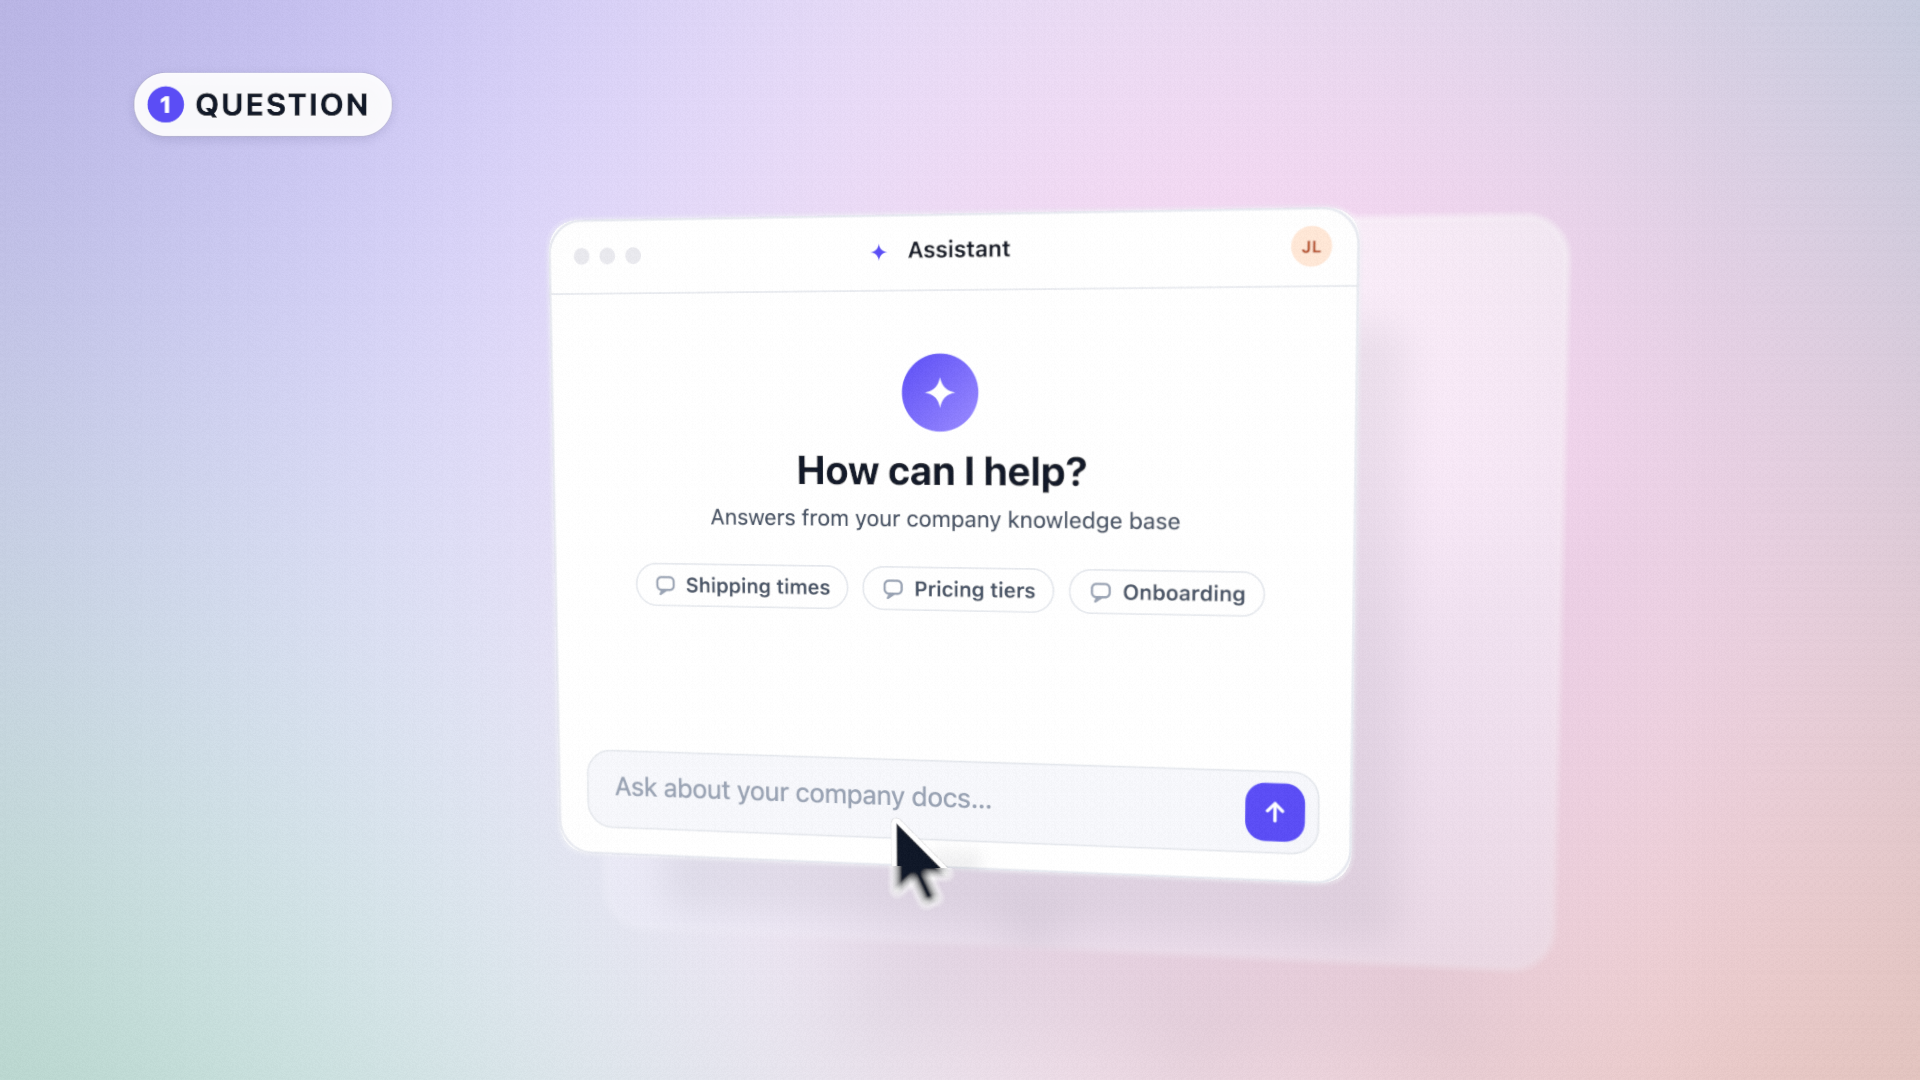 1 QUESTION
Assistant
JL
How can I help?
Answers from your company knowledge base
Shipping times
Pricing tiers
Onboarding
Ask about your company docs...